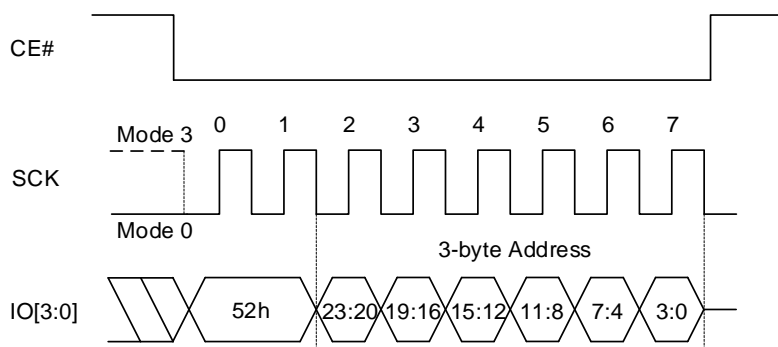 CE#
Mode 3 0 1 2 3 4 5 6 7
SCK
Mode 0
3-byte Address
IO[3:0] 52h 23:20 19:16 15:12 11:8 7:4 3:0